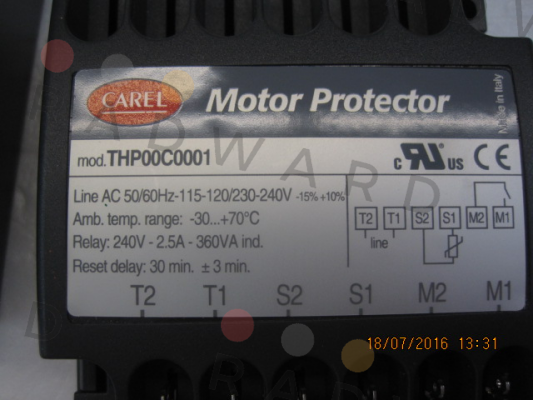 CAREL
Motor Protector
mod.THP00C0001
c RU US CE
Made in Italy
Line AC 50/60Hz-115-120/230-240V -15%+10%
Amb. temp. range: -30...+70°C
Relay: 240V - 2.5A - 360VA ind.
Reset delay: 30 min. ± 3 min.
T2 T1 S2 S1 M2 M1
line
T2 T1 S2 S1 M2 M1
18/07/2016 13:31